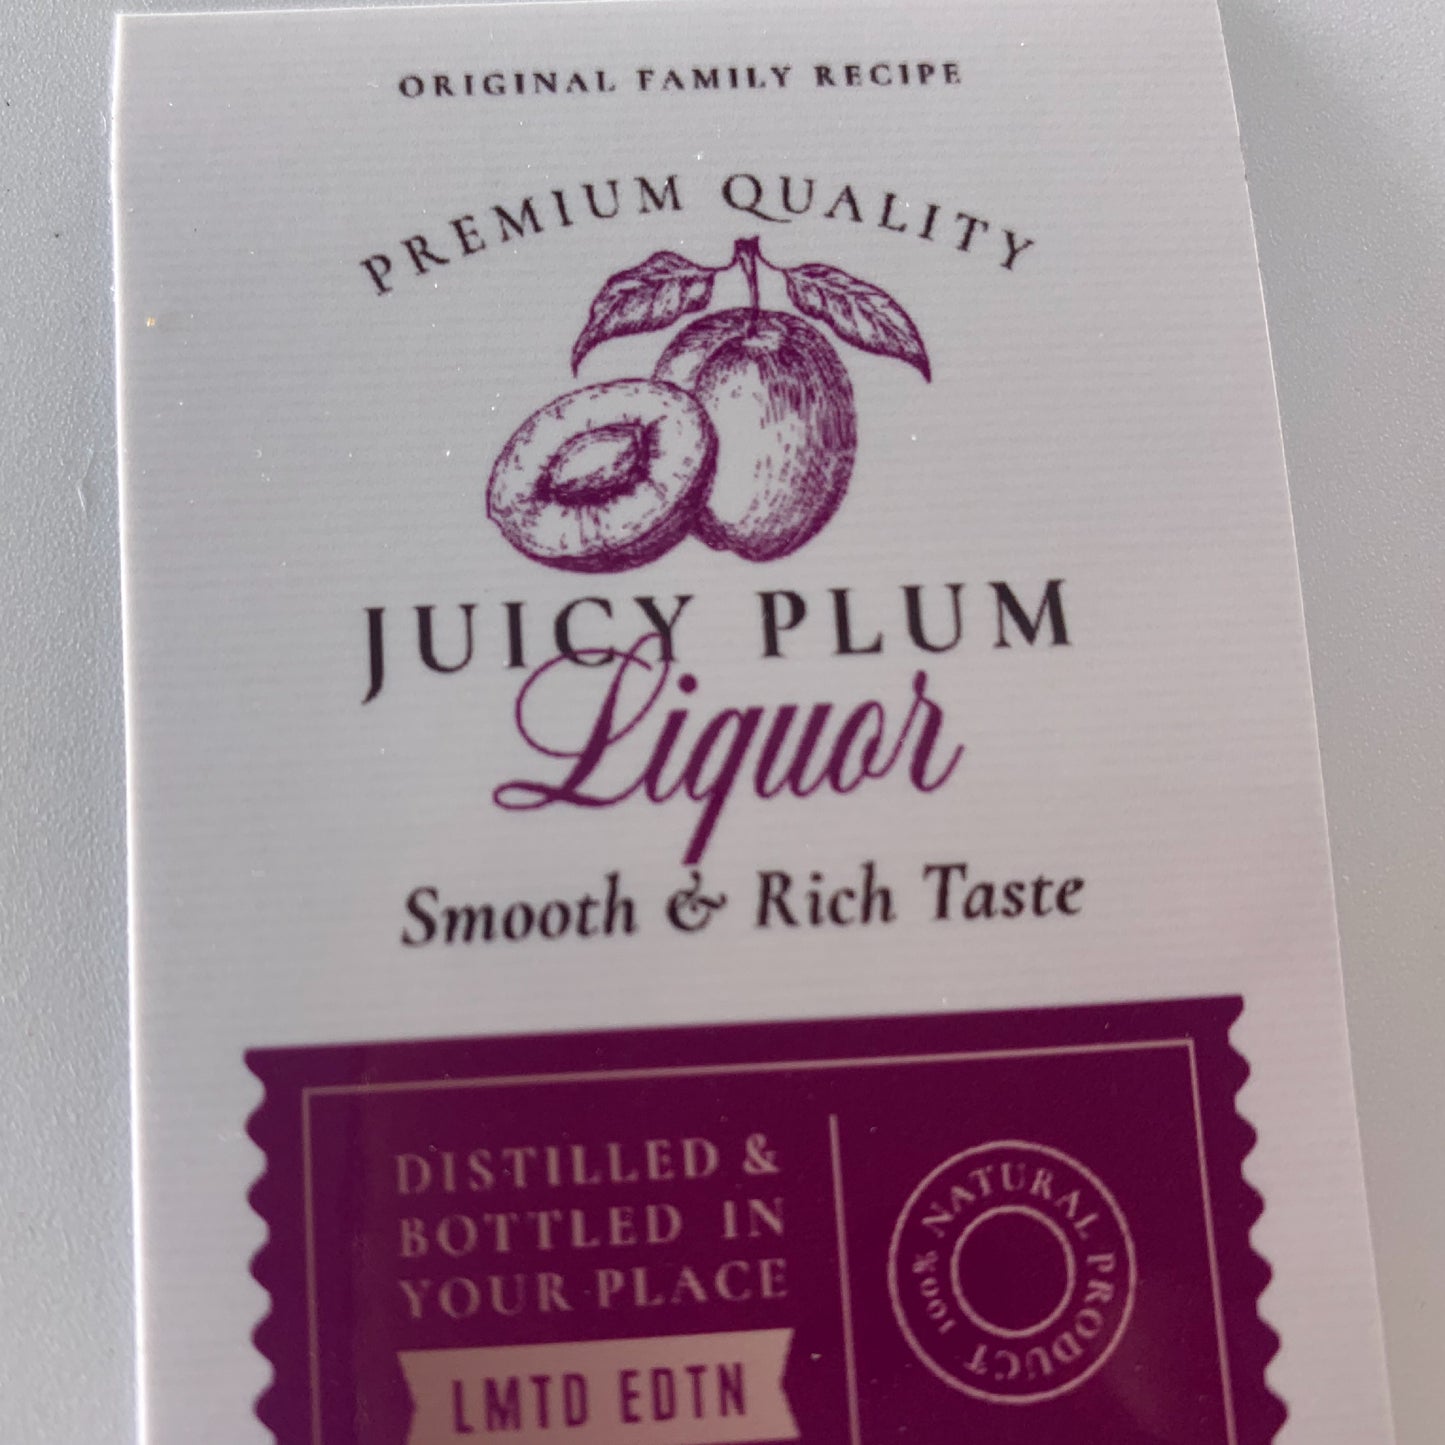 ORIGINAL FAMILY RECIPE
PREMIUM QUALITY
JUICY PLUM
Liquor
Smooth & Rich Taste
DISTILLED &
BOTTLED IN
YOUR PLACE
LMTD EDTN
100% NATURAL PRODUCT